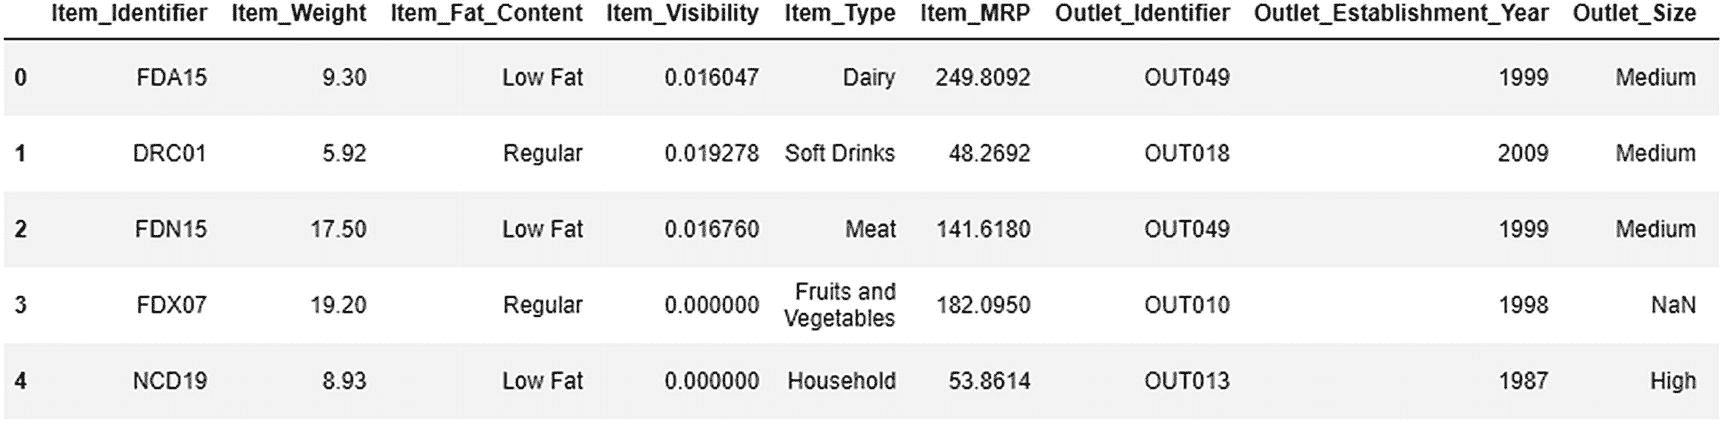 Item_Identifier Item_Weight Item_Fat_Content Item_Visibility Item_Type Item_MRP Outlet_Identifier Outlet_Establishment_Year Outlet_Size
0 FDA15 9.30 Low Fat 0.016047 Dairy 249.8092 OUT049 1999 Medium
1 DRC01 5.92 Regular 0.019278 Soft Drinks 48.2692 OUT018 2009 Medium
2 FDN15 17.50 Low Fat 0.016760 Meat 141.6180 OUT049 1999 Medium
3 FDX07 19.20 Regular 0.000000 Fruits and Vegetables 182.0950 OUT010 1998 NaN
4 NCD19 8.93 Low Fat 0.000000 Household 53.8614 OUT013 1987 High